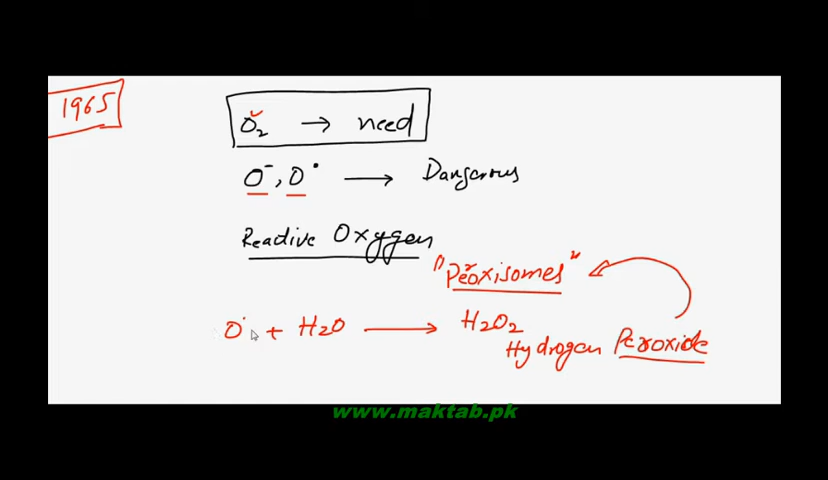 1965
O₂ → need
O⁻, O• → Dangerous
Reactive Oxygen
"Peroxisomes"
O• + H₂O → H₂O₂
Hydrogen Peroxide
www.maktab.pk